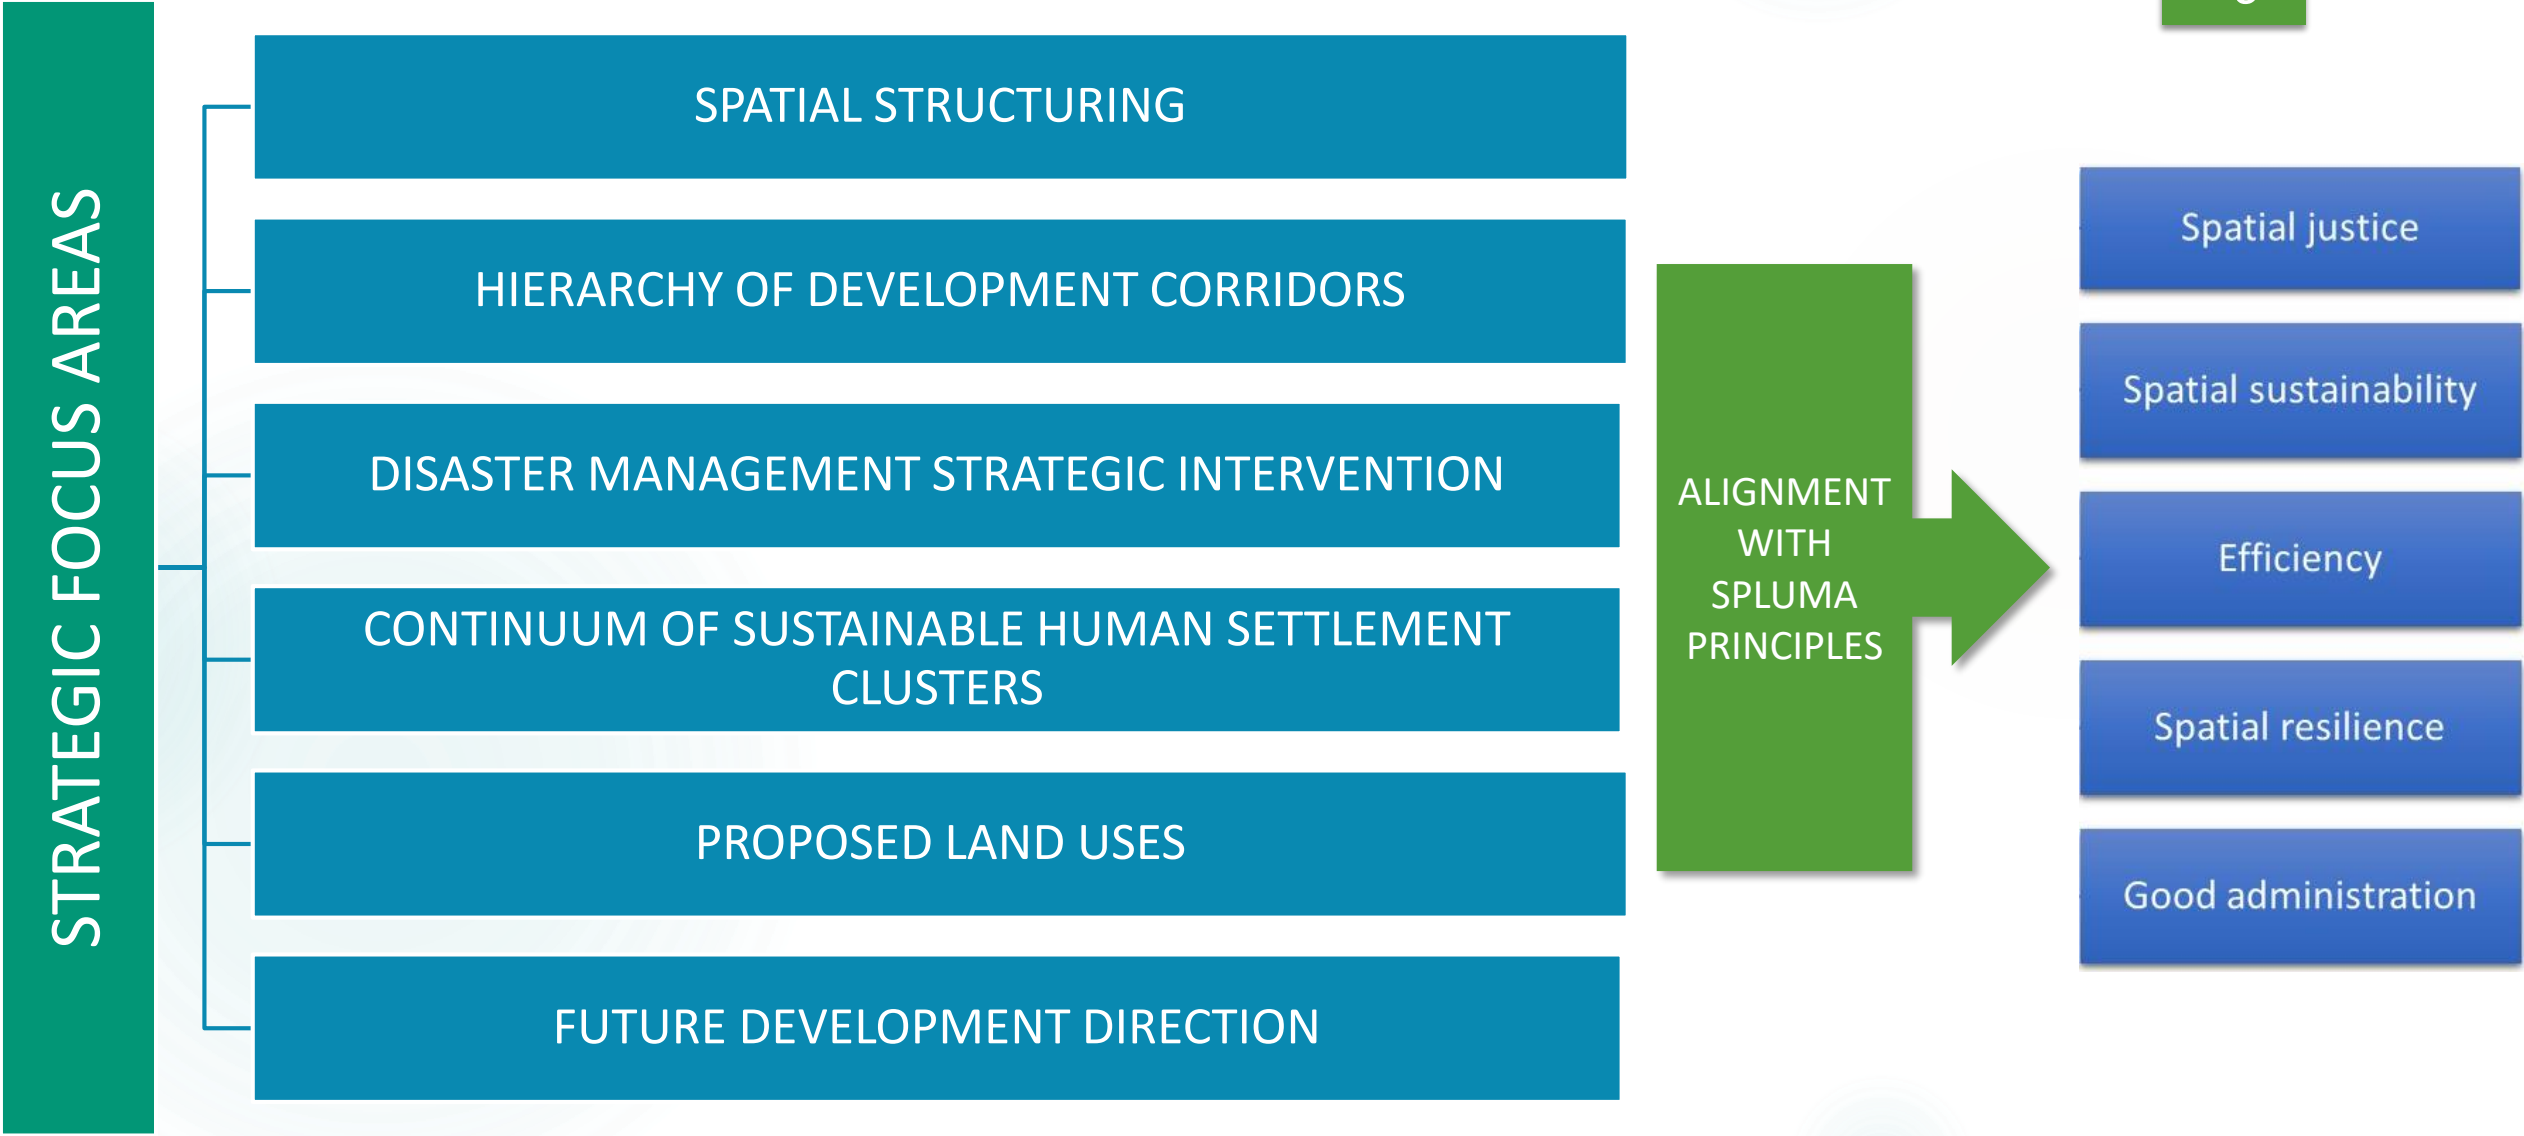 STRATEGIC FOCUS AREAS
SPATIAL STRUCTURING
HIERARCHY OF DEVELOPMENT CORRIDORS
DISASTER MANAGEMENT STRATEGIC INTERVENTION
CONTINUUM OF SUSTAINABLE HUMAN SETTLEMENT
CLUSTERS
PROPOSED LAND USES
FUTURE DEVELOPMENT DIRECTION
ALIGNMENT
WITH
SPLUMA
PRINCIPLES
Spatial justice
Spatial sustainability
Efficiency
Spatial resilience
Good administration